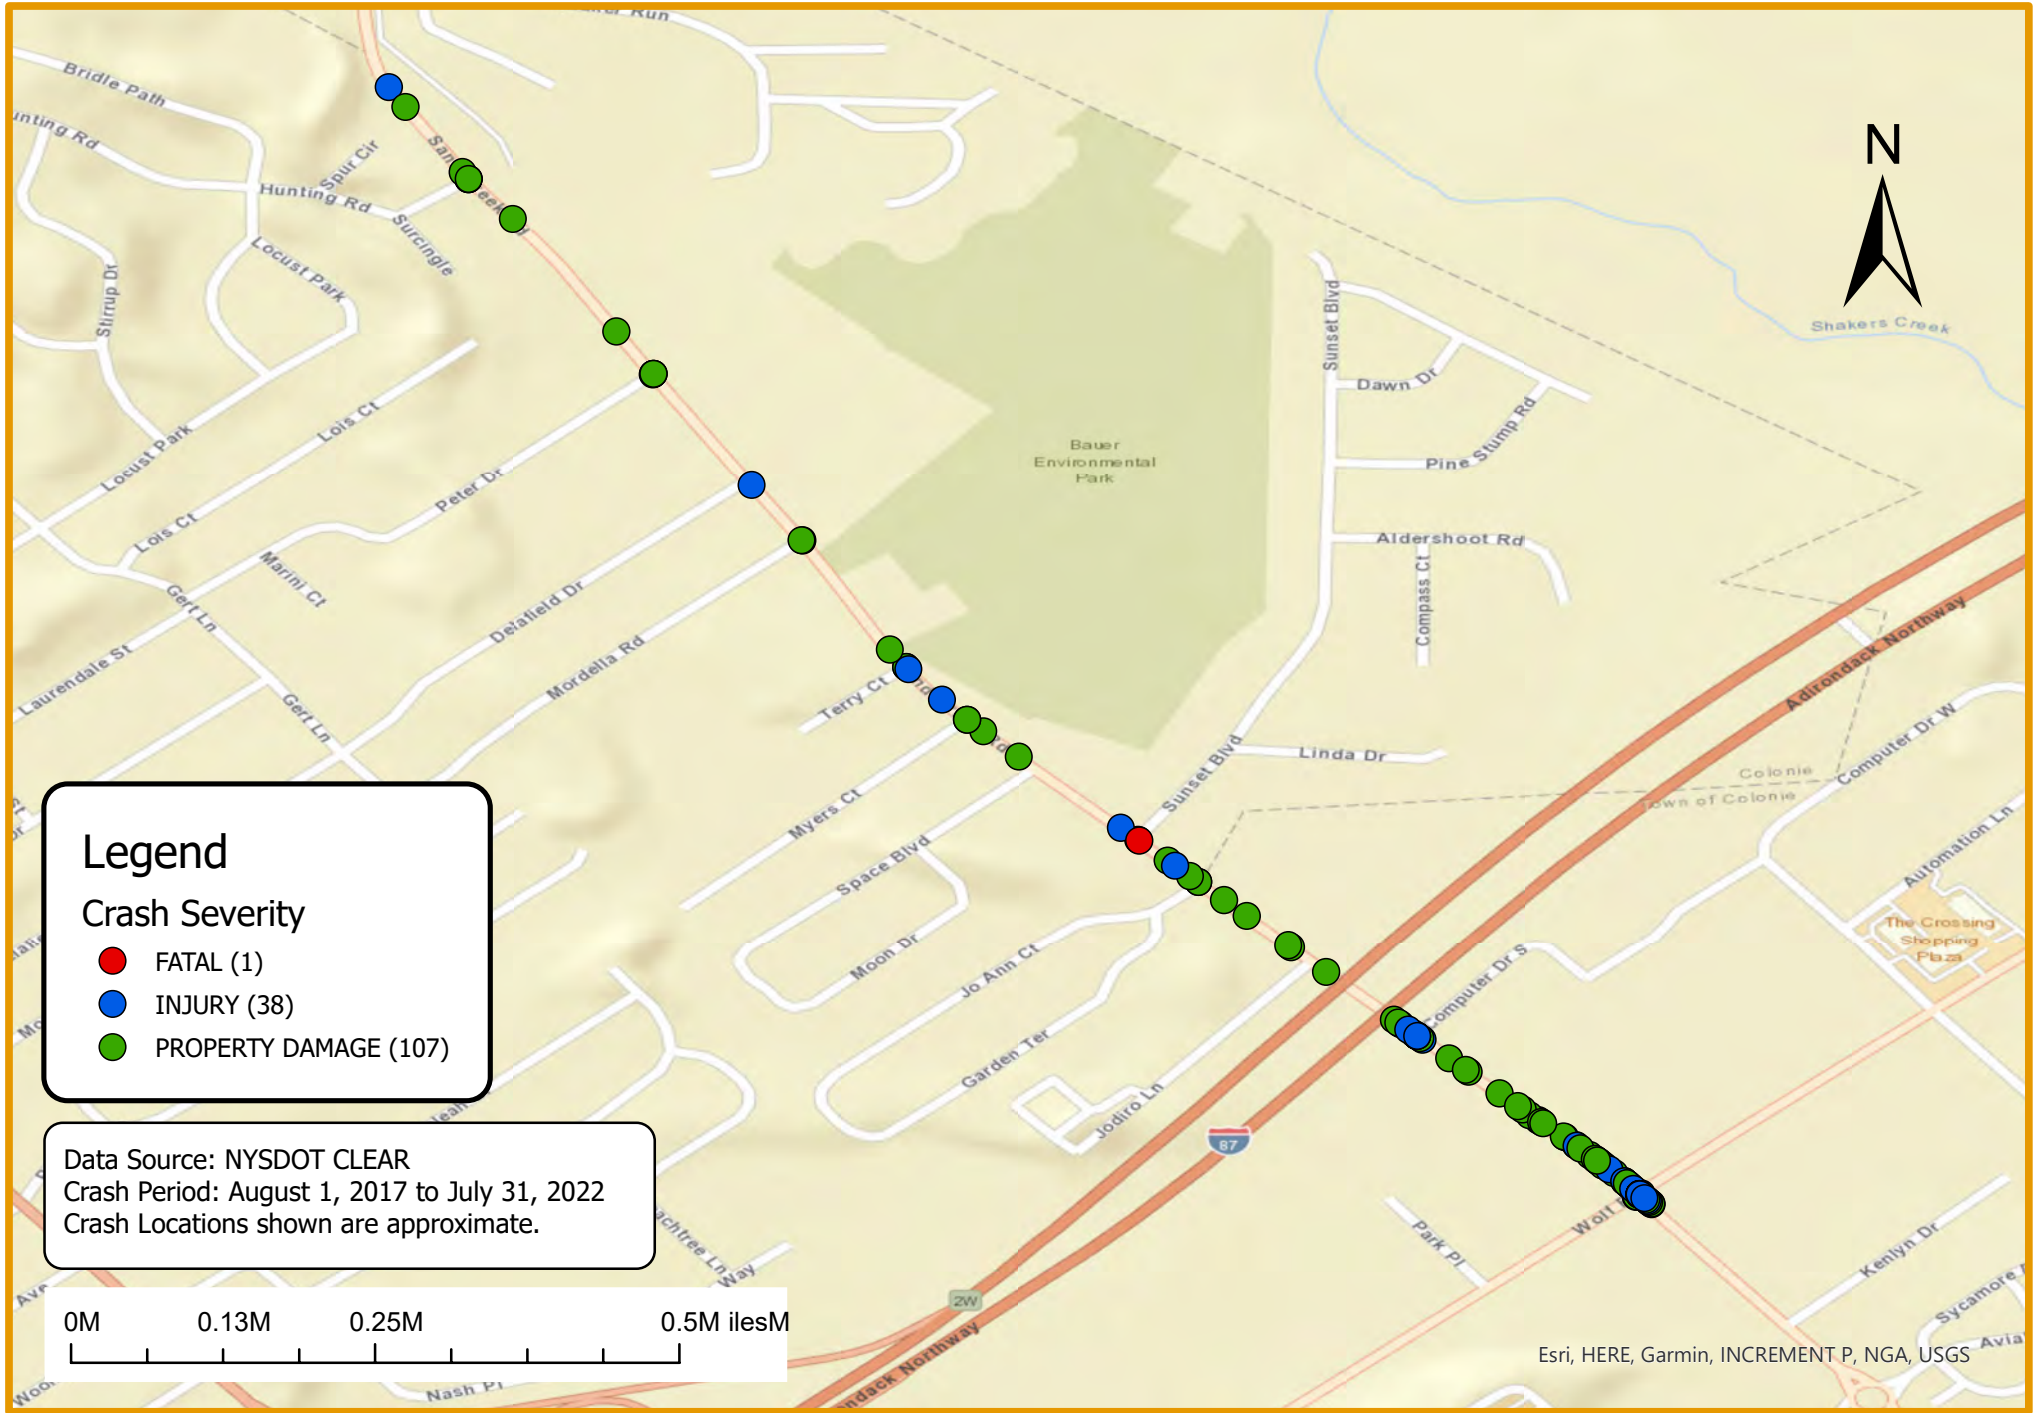 Run
Bridle Path
Hunting Rd
Spur Cir
Hunting Rd
Surcingle
Locust Park
Stirrup Dr
N
Shakers Creek
Sunset Blvd
Dawn Dr
Pine Stump Rd
Bauer
Environmental
Park
Lois Ct
Locust Park
Peter Dr
Lois Ct
Marini Ct
Gert Ln
Delafield Dr
Mordella Rd
Laurendale St
Gert Ln
Terry Ct
Aldershoot Rd
Compass Ct
Adirondack Northway
Computer Dr W
Linda Dr
Sunset Blvd
Colonie
Town of Colonie
Automation Ln
Myers Ct
Space Blvd
Moon Dr
Jo Ann Ct
Garden Ter
Jodiro Ln
Computer Dr S
The Crossing
Shopping
Plaza
87
Park Pl
Kenlyn Dr
Way
2W
Nash Pl
Legend
Crash Severity
FATAL (1)
INJURY (38)
PROPERTY DAMAGE (107)
Data Source: NYSDOT CLEAR
Crash Period: August 1, 2017 to July 31, 2022
Crash Locations shown are approximate.
0M 0.13M 0.25M 0.5M ilesM
Esri, HERE, Garmin, INCREMENT P, NGA, USGS